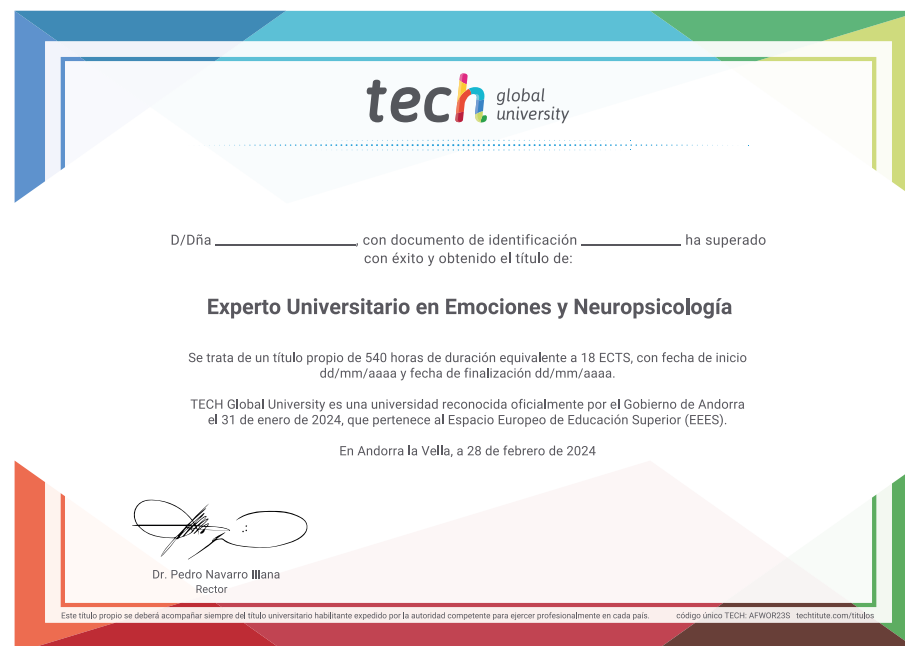 tech global university
D/Dña ____________________, con documento de identificación ______________ ha superado
con éxito y obtenido el título de:
Experto Universitario en Emociones y Neuropsicología
Se trata de un título propio de 540 horas de duración equivalente a 18 ECTS, con fecha de inicio
dd/mm/aaaa y fecha de finalización dd/mm/aaaa.
TECH Global University es una universidad reconocida oficialmente por el Gobierno de Andorra
el 31 de enero de 2024, que pertenece al Espacio Europeo de Educación Superior (EEES).
En Andorra la Vella, a 28 de febrero de 2024
Dr. Pedro Navarro Illana
Rector
Este título propio se deberá acompañar siempre del título universitario habilitante expedido por la autoridad competente para ejercer profesionalmente en cada país. código único TECH: AFWOR23S techtitute.com/titulos